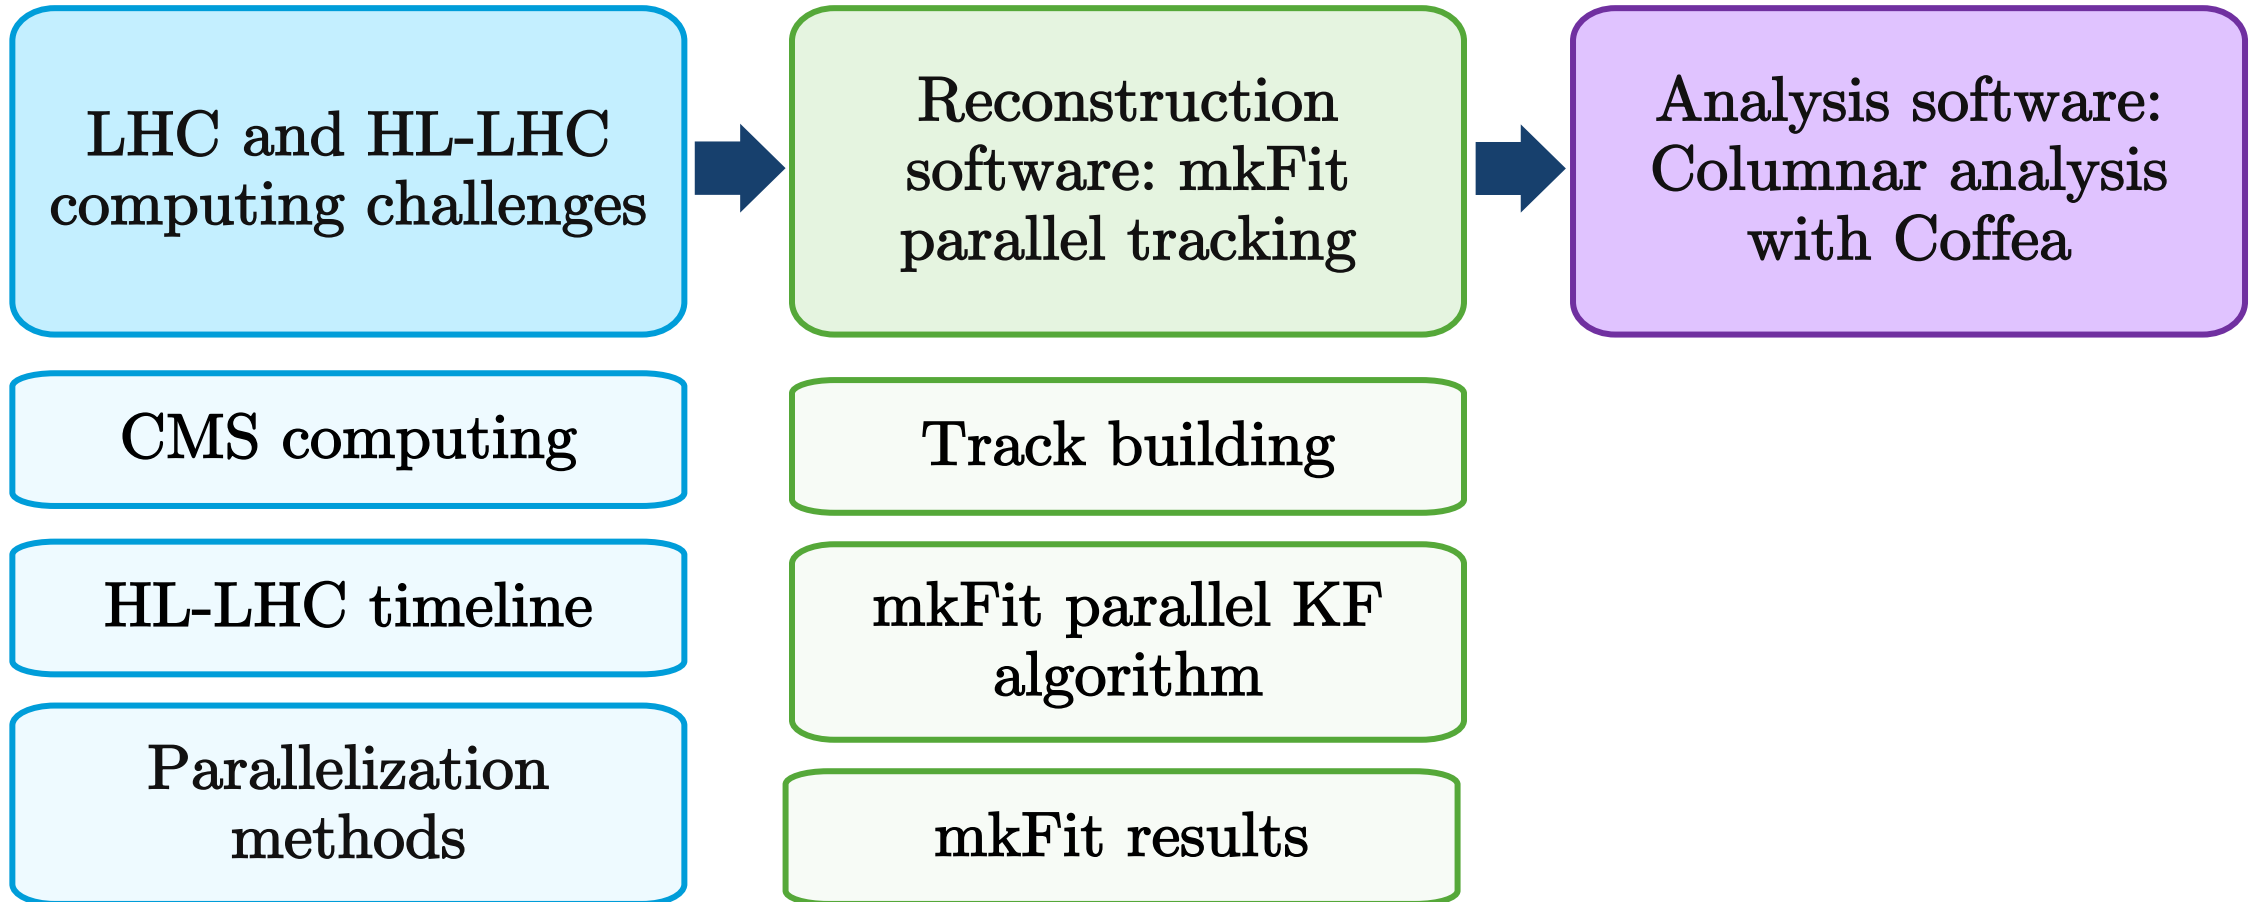 LHC and HL-LHC
computing challenges
Reconstruction
software: mkFit
parallel tracking
Analysis software:
Columnar analysis
with Coffea
CMS computing
HL-LHC timeline
Parallelization
methods
Track building
mkFit parallel KF
algorithm
mkFit results